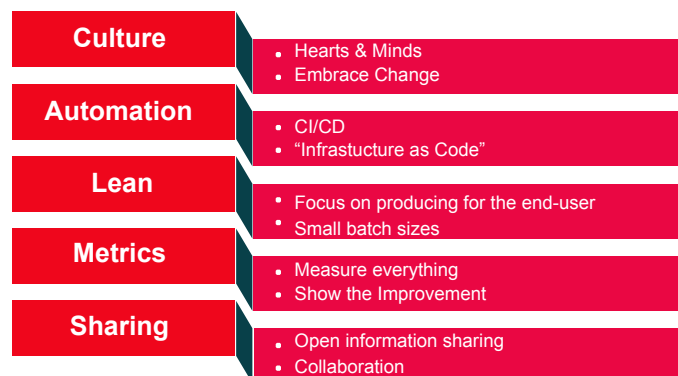 Culture
• Hearts & Minds
• Embrace Change
Automation
• CI/CD
• “Infrastucture as Code”
Lean
• Focus on producing for the end-user
• Small batch sizes
Metrics
• Measure everything
• Show the Improvement
Sharing
• Open information sharing
• Collaboration